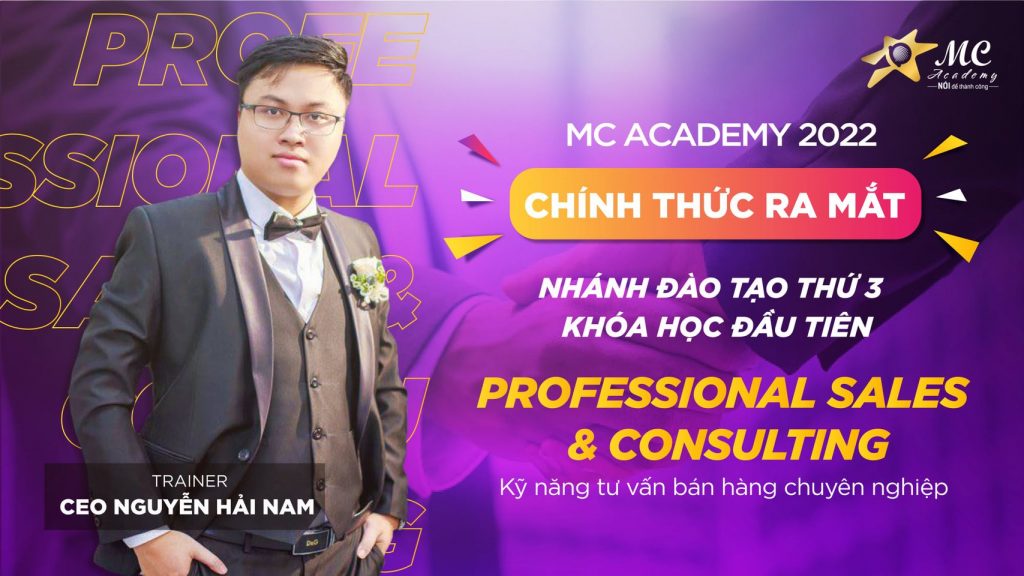 PROFE
SSIONAL
SA &
MC
Academy
NÓI để thành công
MC ACADEMY 2022
CHÍNH THỨC RA MẮT
NHÁNH ĐÀO TẠO THỨ 3
KHÓA HỌC ĐẦU TIÊN
PROFESSIONAL SALES
& CONSULTING
Kỹ năng tư vấn bán hàng chuyên nghiệp
TRAINER
CEO NGUYỄN HẢI NAM
D&G